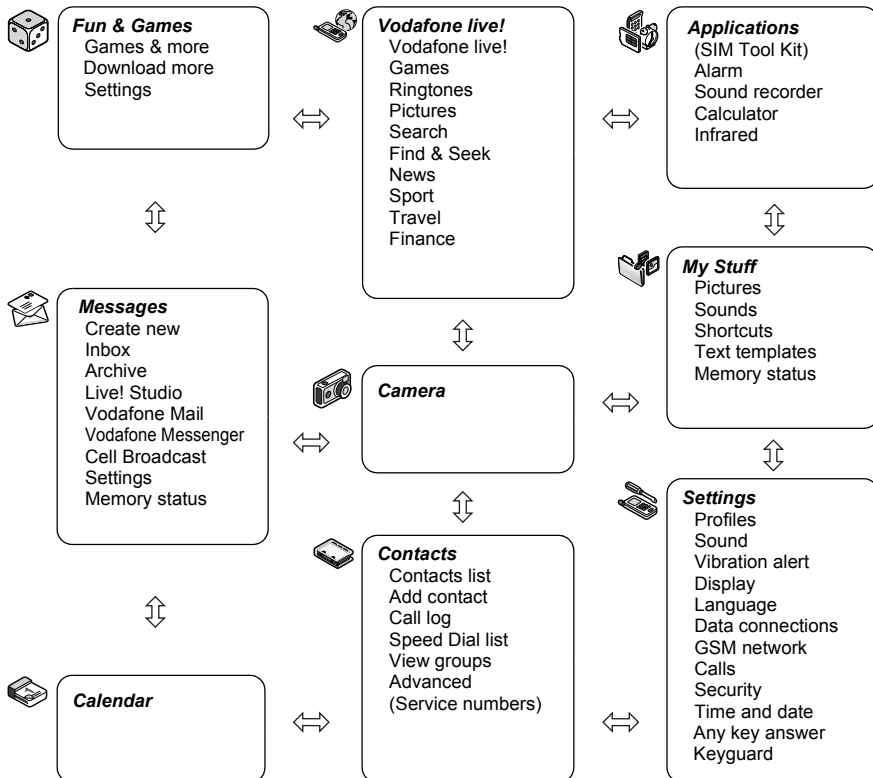 Fun & Games
Games & more
Download more
Settings
Vodafone live!
Vodafone live!
Games
Ringtones
Pictures
Search
Find & Seek
News
Sport
Travel
Finance
Applications
(SIM Tool Kit)
Alarm
Sound recorder
Calculator
Infrared
Messages
Create new
Inbox
Archive
Live! Studio
Vodafone Mail
Vodafone Messenger
Cell Broadcast
Settings
Memory status
Camera
My Stuff
Pictures
Sounds
Shortcuts
Text templates
Memory status
Calendar
Contacts
Contacts list
Add contact
Call log
Speed Dial list
View groups
Advanced
(Service numbers)
Settings
Profiles
Sound
Vibration alert
Display
Language
Data connections
GSM network
Calls
Security
Time and date
Any key answer
Keyguard